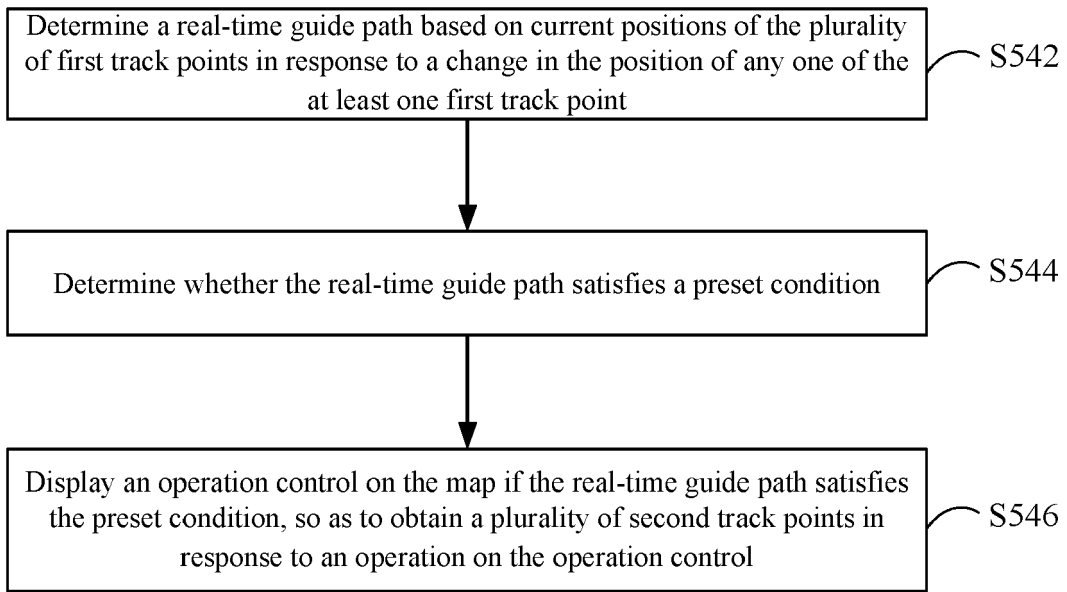 Determine a real-time guide path based on current positions of the plurality
of first track points in response to a change in the position of any one of the
at least one first track point
S542
Determine whether the real-time guide path satisfies a preset condition
S544
Display an operation control on the map if the real-time guide path satisfies
the preset condition, so as to obtain a plurality of second track points in
response to an operation on the operation control
S546